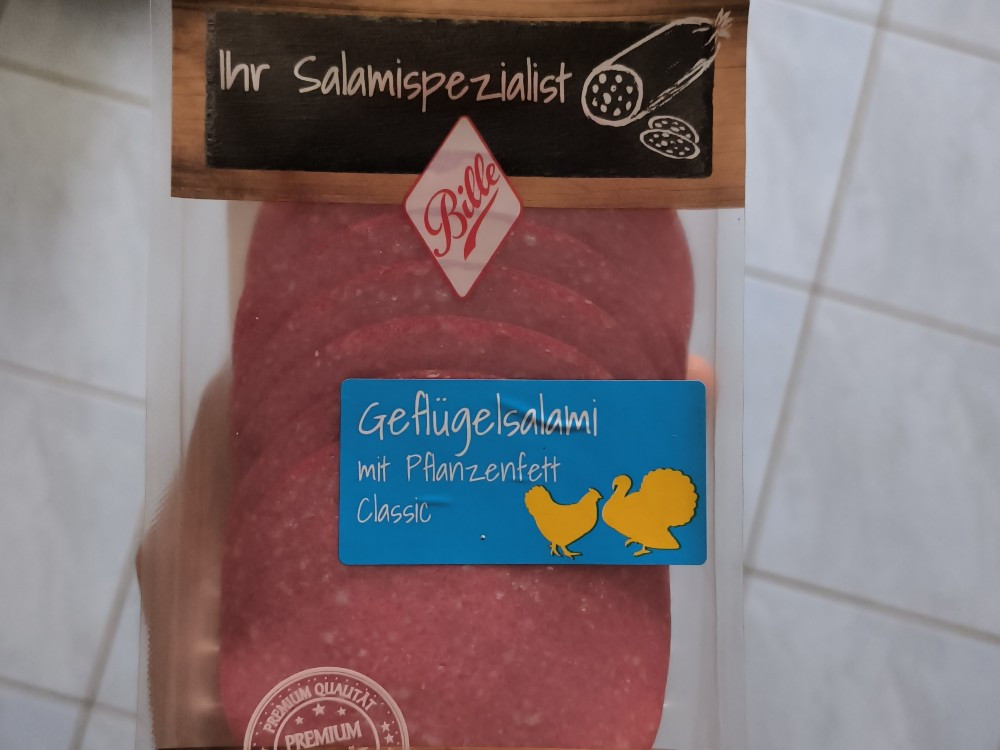 Ihr Salamispezialist
Bille
Geflügelsalami
mit Pflanzenfett
Classic
PREMIUM QUALITÄT
PREMIUM